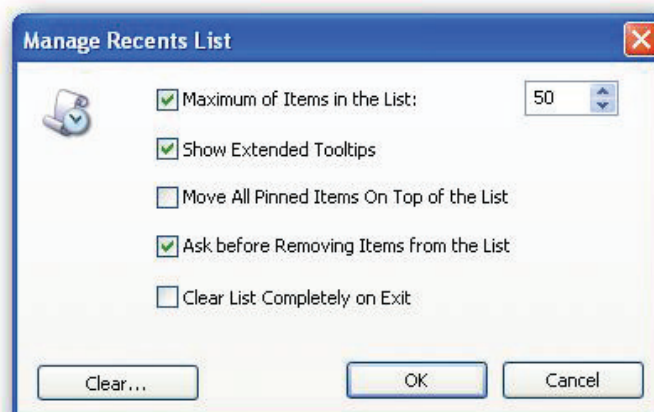 Manage Recents List
Maximum of Items in the List: 50
Show Extended Tooltips
Move All Pinned Items On Top of the List
Ask before Removing Items from the List
Clear List Completely on Exit
Clear... OK Cancel